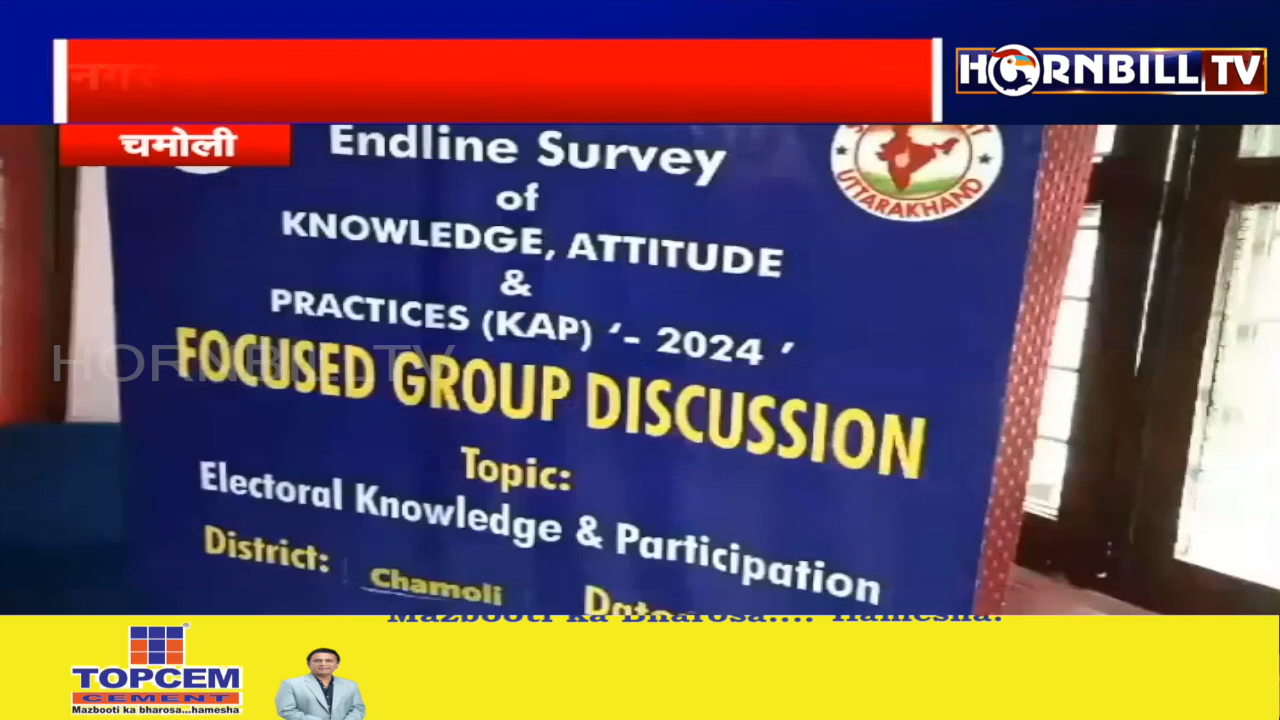 नगर
HORNBILL TV
चमोली
Endline Survey
of
KNOWLEDGE, ATTITUDE
&
PRACTICES (KAP) ‘- 2024 ’
UTTARAKHAND
HORNBILL TV
FOCUSED GROUP DISCUSSION
Topic:
Electoral Knowledge & Participation
District: Chamoli
Mazbooti ka Bharosa.... Hamesha.
TOPCEM
CEMENT
Mazbooti ka bharosa...hamesha